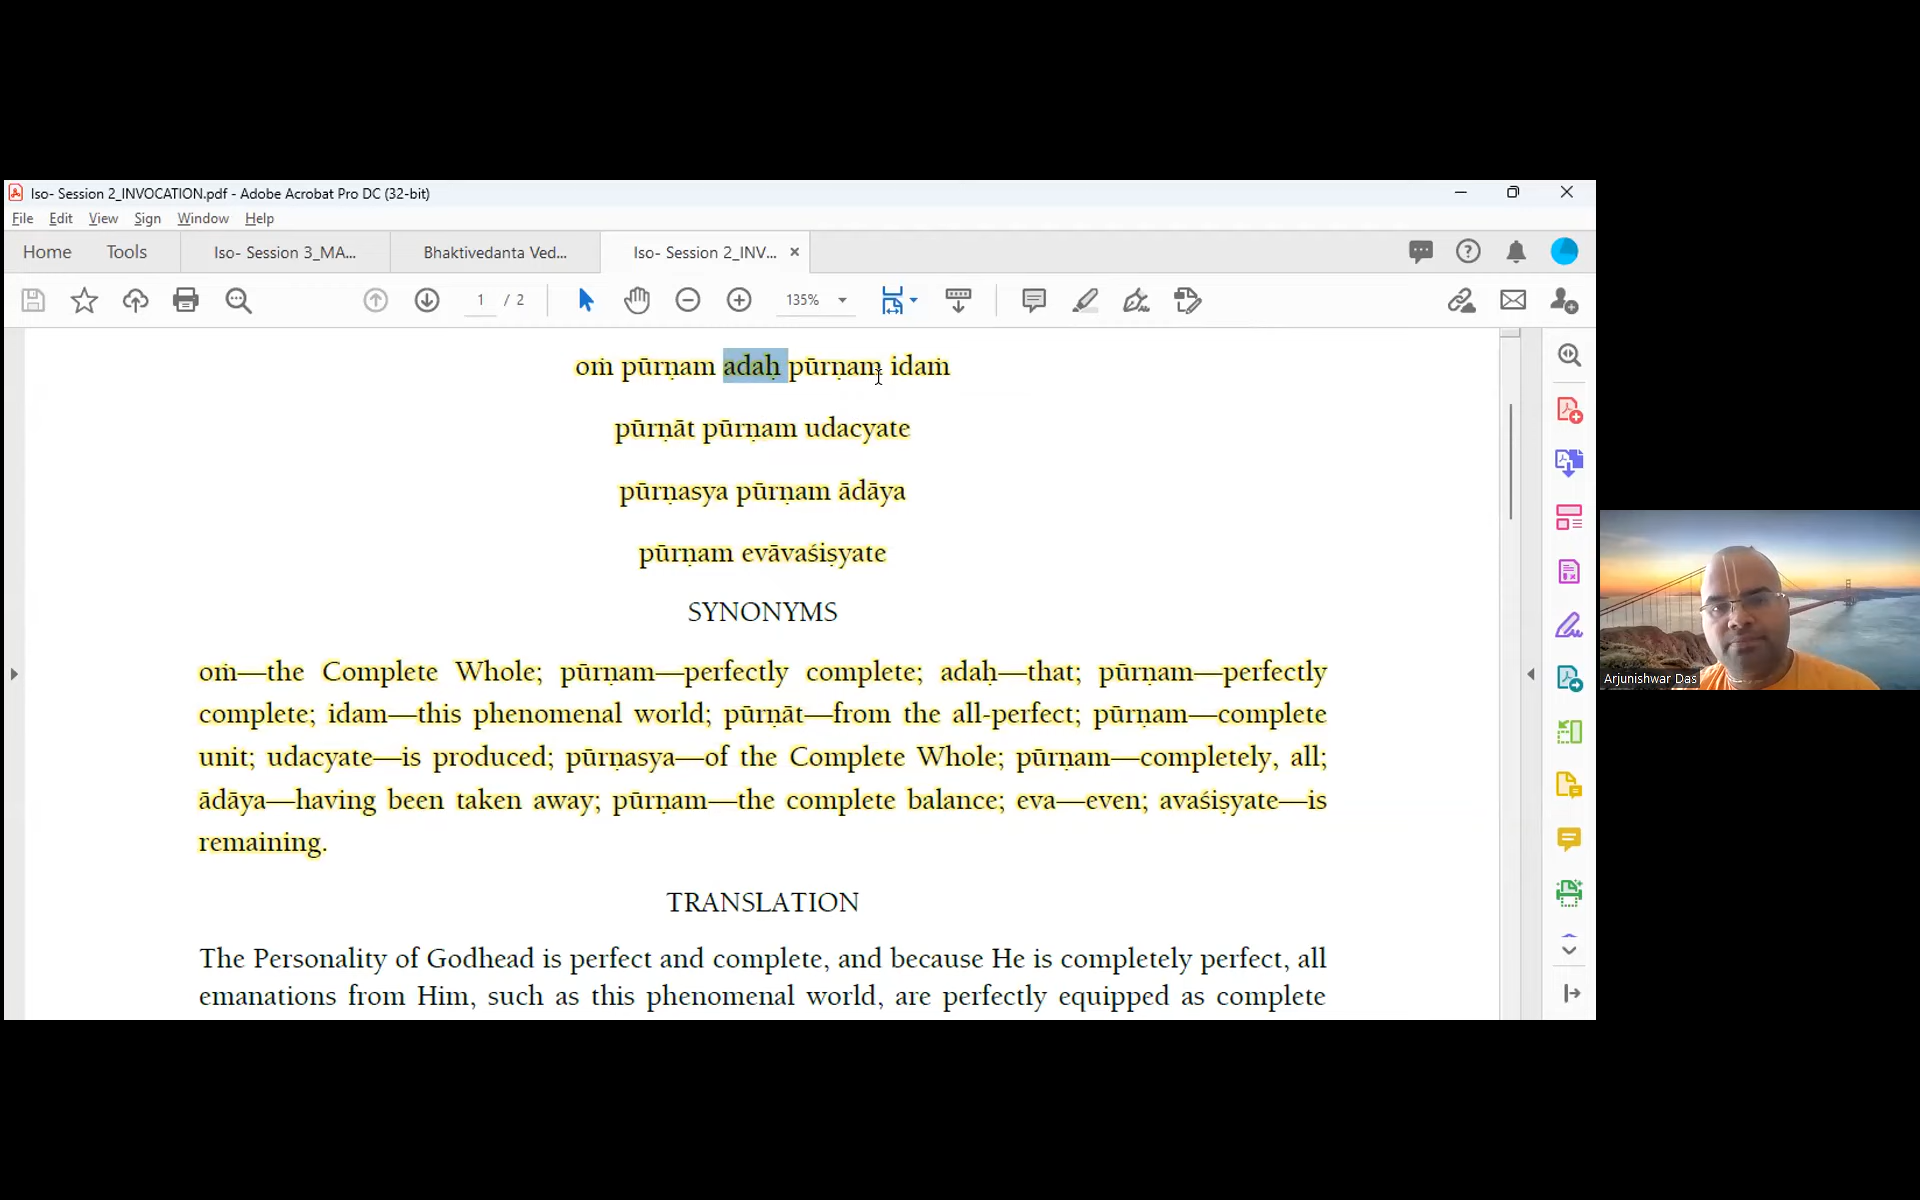 Iso- Session 2_INVOCATION.pdf - Adobe Acrobat Pro DC (32-bit)
File Edit View Sign Window Help
Home Tools Iso- Session 3_MA... Bhaktivedanta Ved... Iso- Session 2_INV...
1 / 2 135%
oṁ pūrṇam adaḥ pūrṇam idaṁ
pūrṇāt pūrṇam udacyate
pūrṇasya pūrṇam ādāya
pūrṇam evāvaśiṣyate
SYNONYMS
oṁ—the Complete Whole; pūrṇam—perfectly complete; adaḥ—that; pūrṇam—perfectly
complete; idam—this phenomenal world; pūrṇāt—from the all-perfect; pūrṇam—complete
unit; udacyate—is produced; pūrṇasya—of the Complete Whole; pūrṇam—completely, all;
ādāya—having been taken away; pūrṇam—the complete balance; eva—even; avaśiṣyate—is
remaining.
TRANSLATION
The Personality of Godhead is perfect and complete, and because He is completely perfect, all
emanations from Him, such as this phenomenal world, are perfectly equipped as complete
Arjunishwar Das